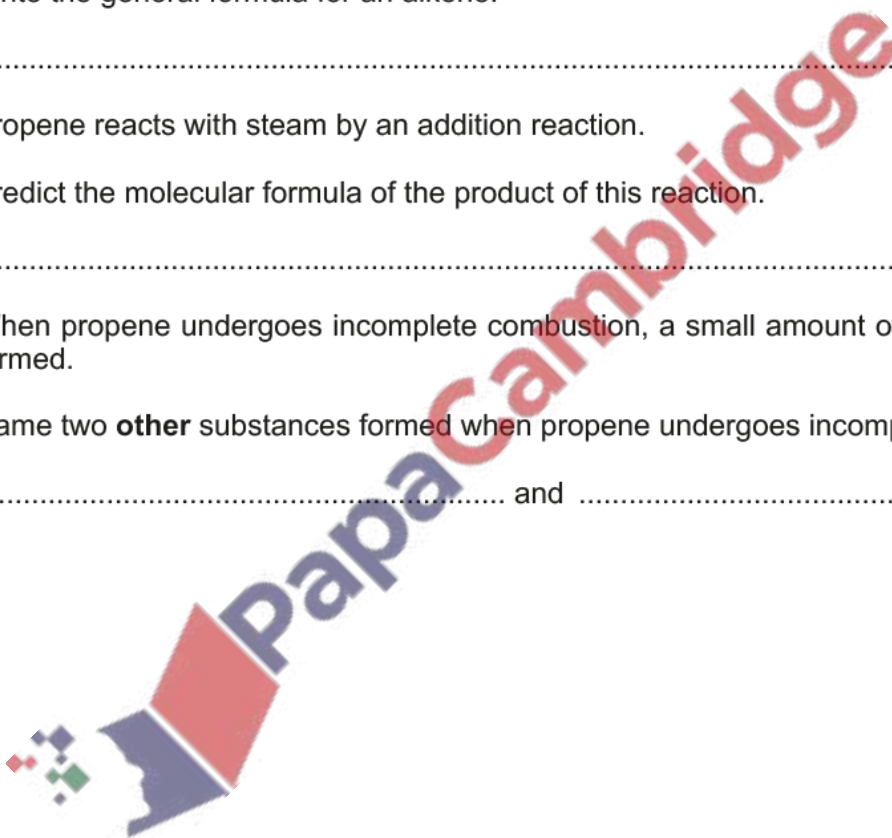 the general formula for an alkene.
................................................................................
ropene reacts with steam by an addition reaction.
redict the molecular formula of the product of this reaction.
................................................................................
hen propene undergoes incomplete combustion, a small amount o
rmed.
ame two other substances formed when propene undergoes incomp
................................................ and ................................
PapaCambridge